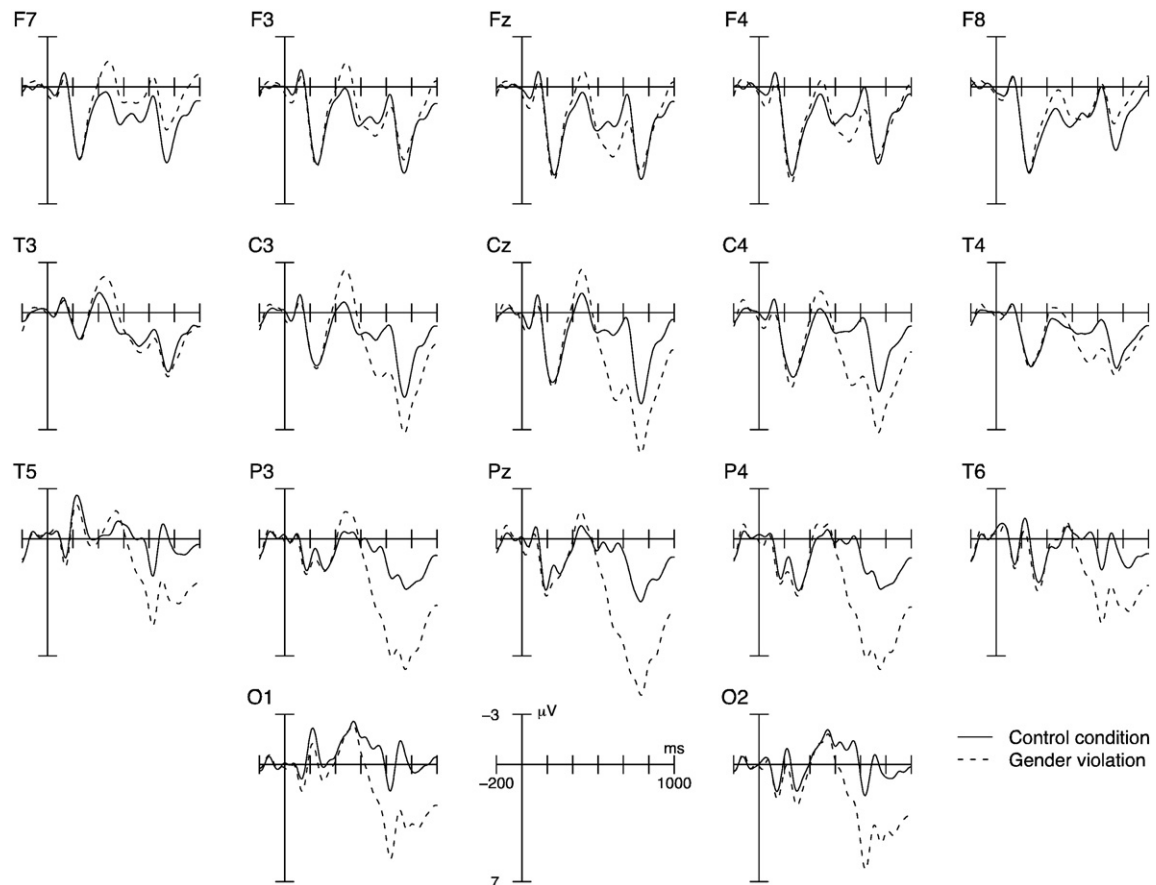 F7 F3 Fz F4 F8
T3 C3 Cz C4 T4
T5 P3 Pz P4 T6
O1 O2
–3 µV
ms
–200 1000
7
Control condition
Gender violation